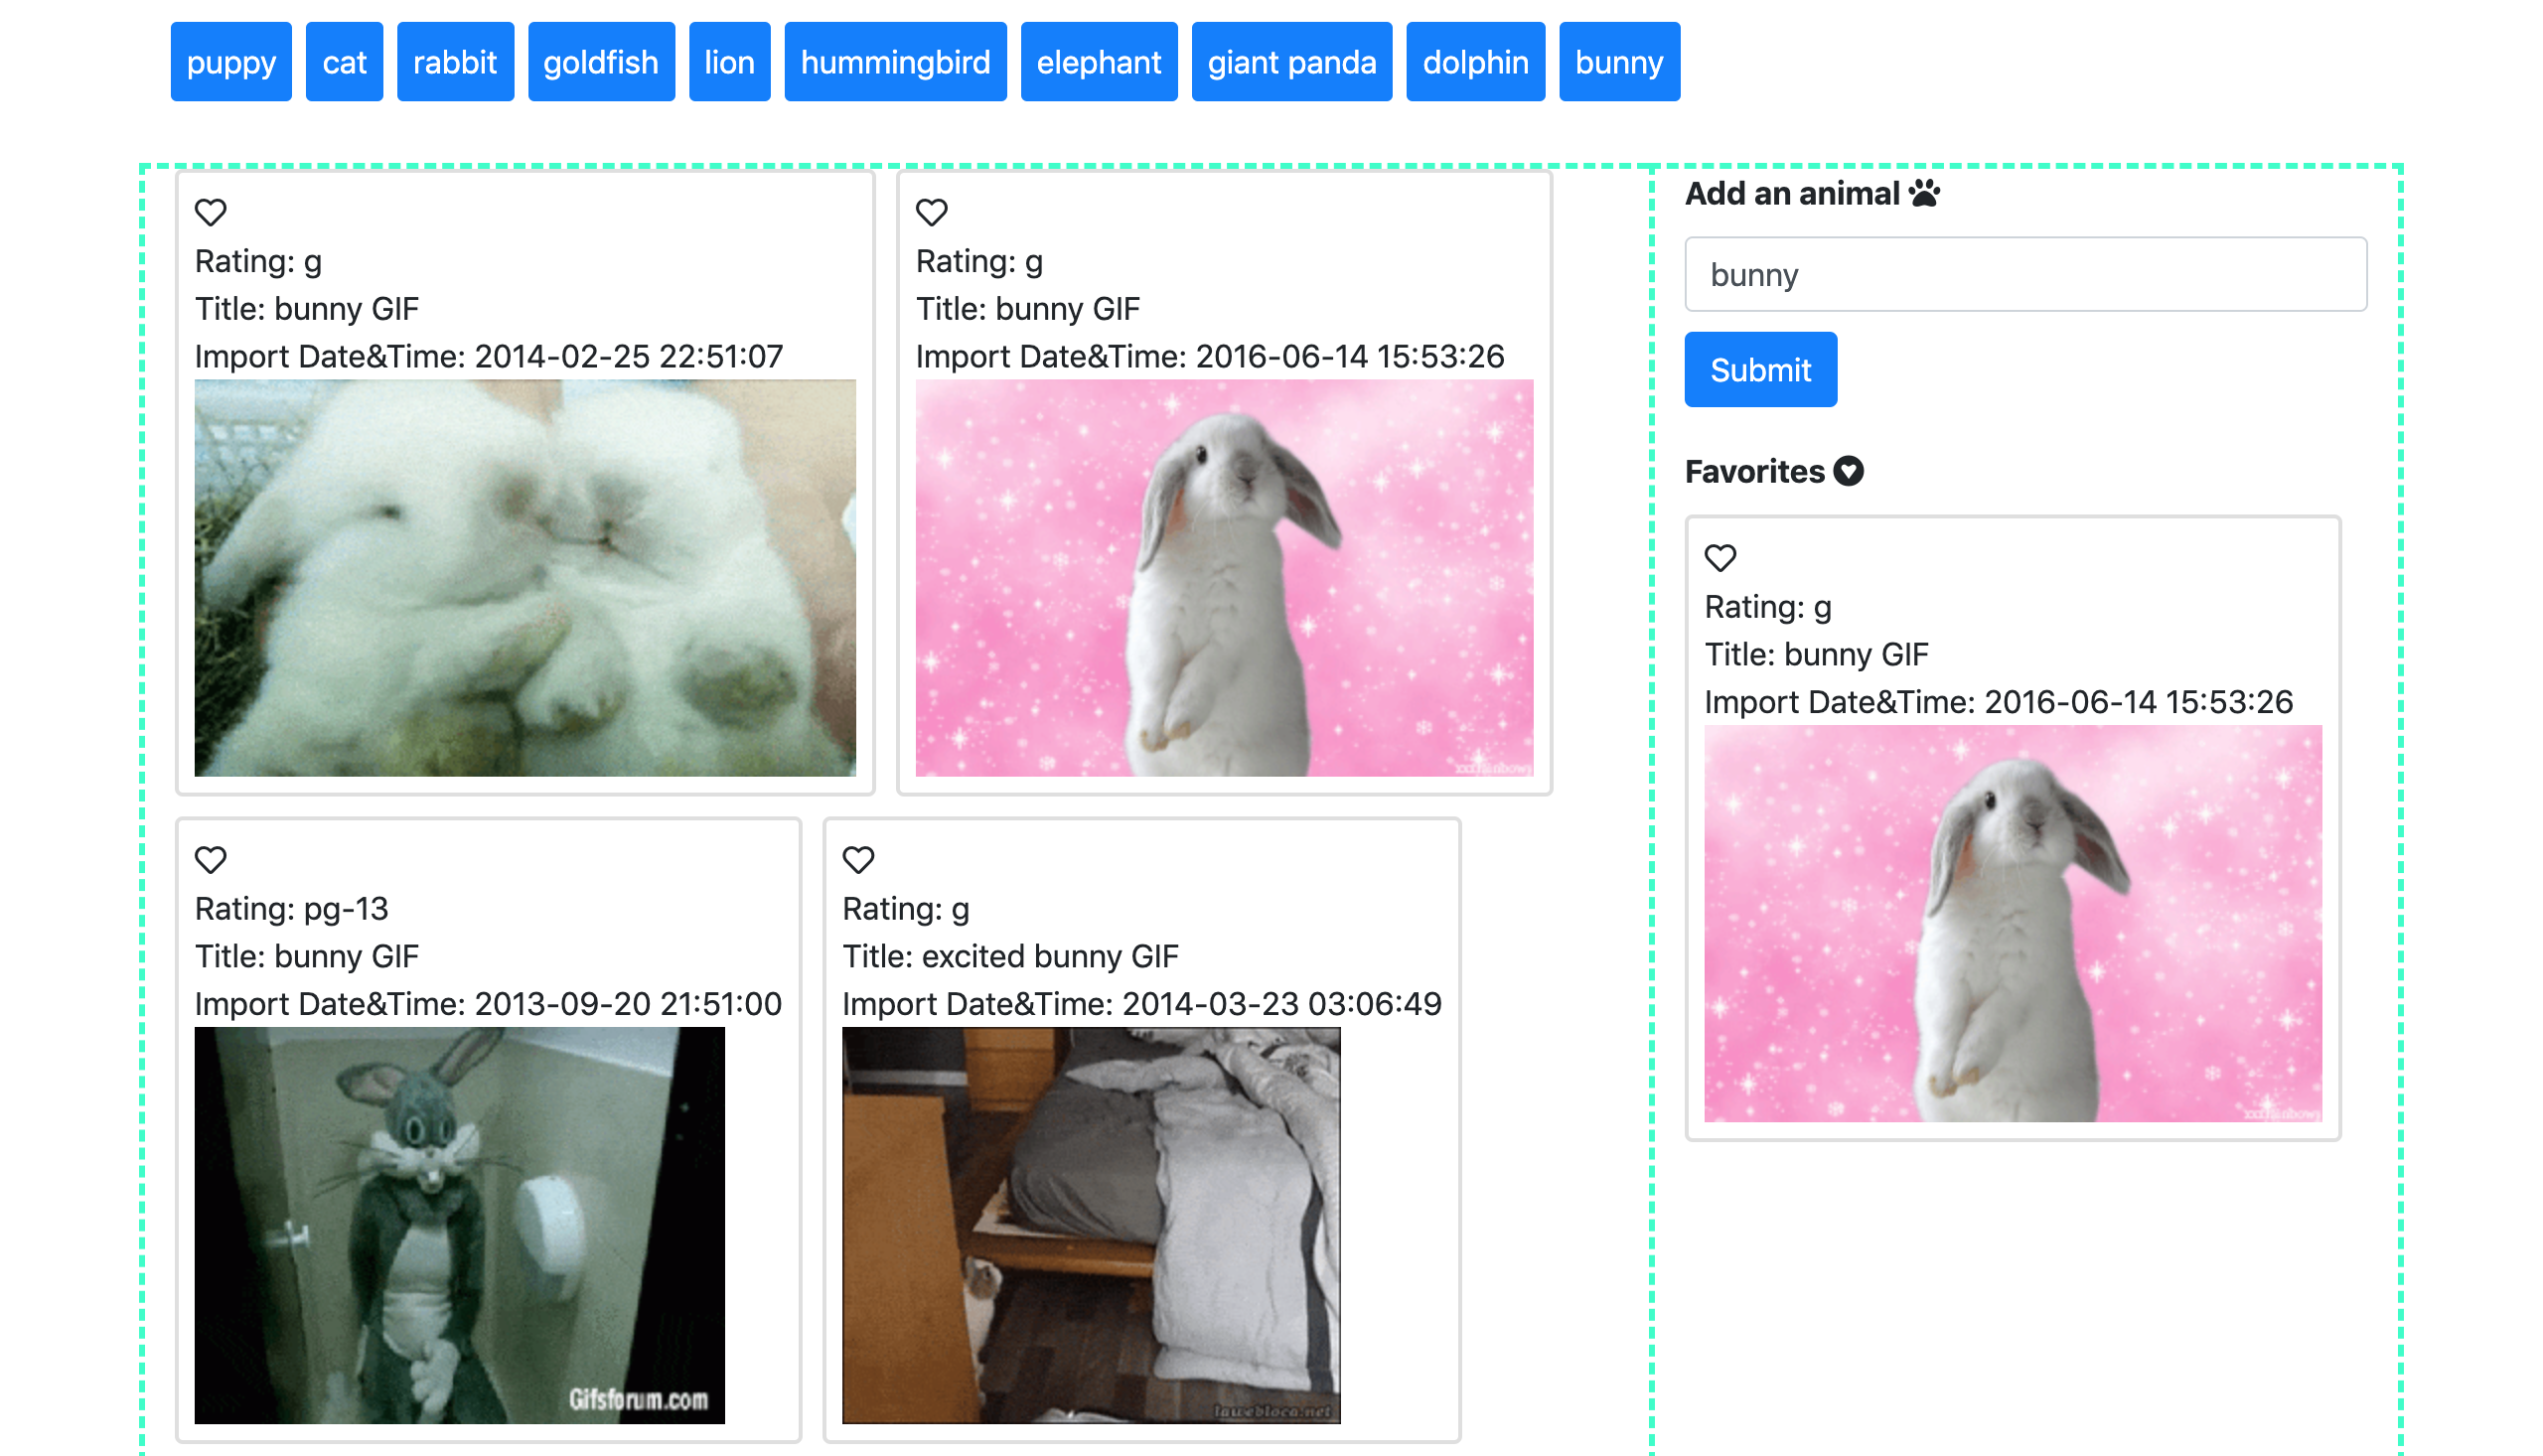 puppy cat rabbit goldfish lion hummingbird elephant giant panda dolphin bunny
Rating: g
Title: bunny GIF
Import Date&Time: 2014-02-25 22:51:07
Rating: g
Title: bunny GIF
Import Date&Time: 2016-06-14 15:53:26
Rating: pg-13
Title: bunny GIF
Import Date&Time: 2013-09-20 21:51:00
Gifsforum.com
Rating: g
Title: excited bunny GIF
Import Date&Time: 2014-03-23 03:06:49
lawebloca.net
Add an animal
bunny
Submit
Favorites
Rating: g
Title: bunny GIF
Import Date&Time: 2016-06-14 15:53:26